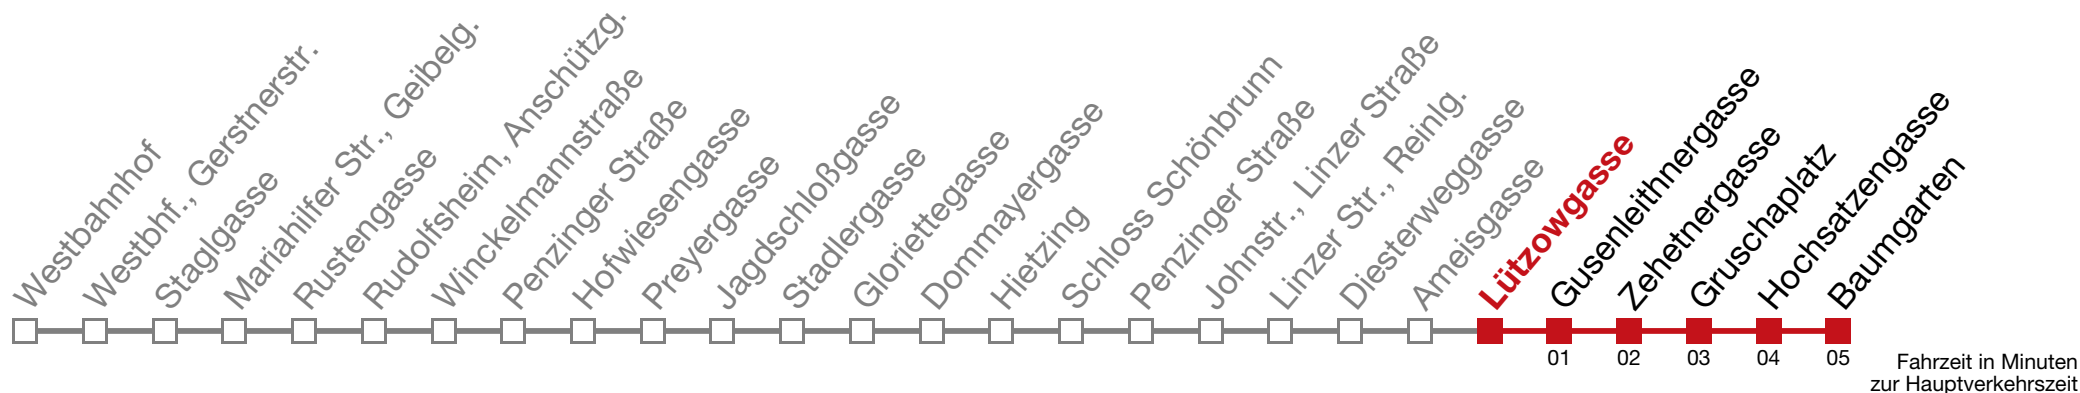 Westbahnhof
Westbhf., Gerstnerstr.
Staglgasse
Mariahilfer Str., Geibelg.
Rustengasse
Rudolfsheim, Anschützg.
Winckelmannstraße
Penzinger Straße
Hofwiesengasse
Preyergasse
Jagdschloßgasse
Stadlergasse
Gloriettegasse
Dommayergasse
Hietzing
Schloss Schönbrunn
Penzinger Straße
Johnstr., Linzer Straße
Linzer Str., Reinlg.
Diesterweggasse
Ameisgasse
Lützowgasse
Gusenleithnergasse
Zehetnergasse
Gruschaplatz
Hochsatzengasse
Baumgarten
01 02 03 04 05
Fahrzeit in Minuten
zur Hauptverkehrszeit